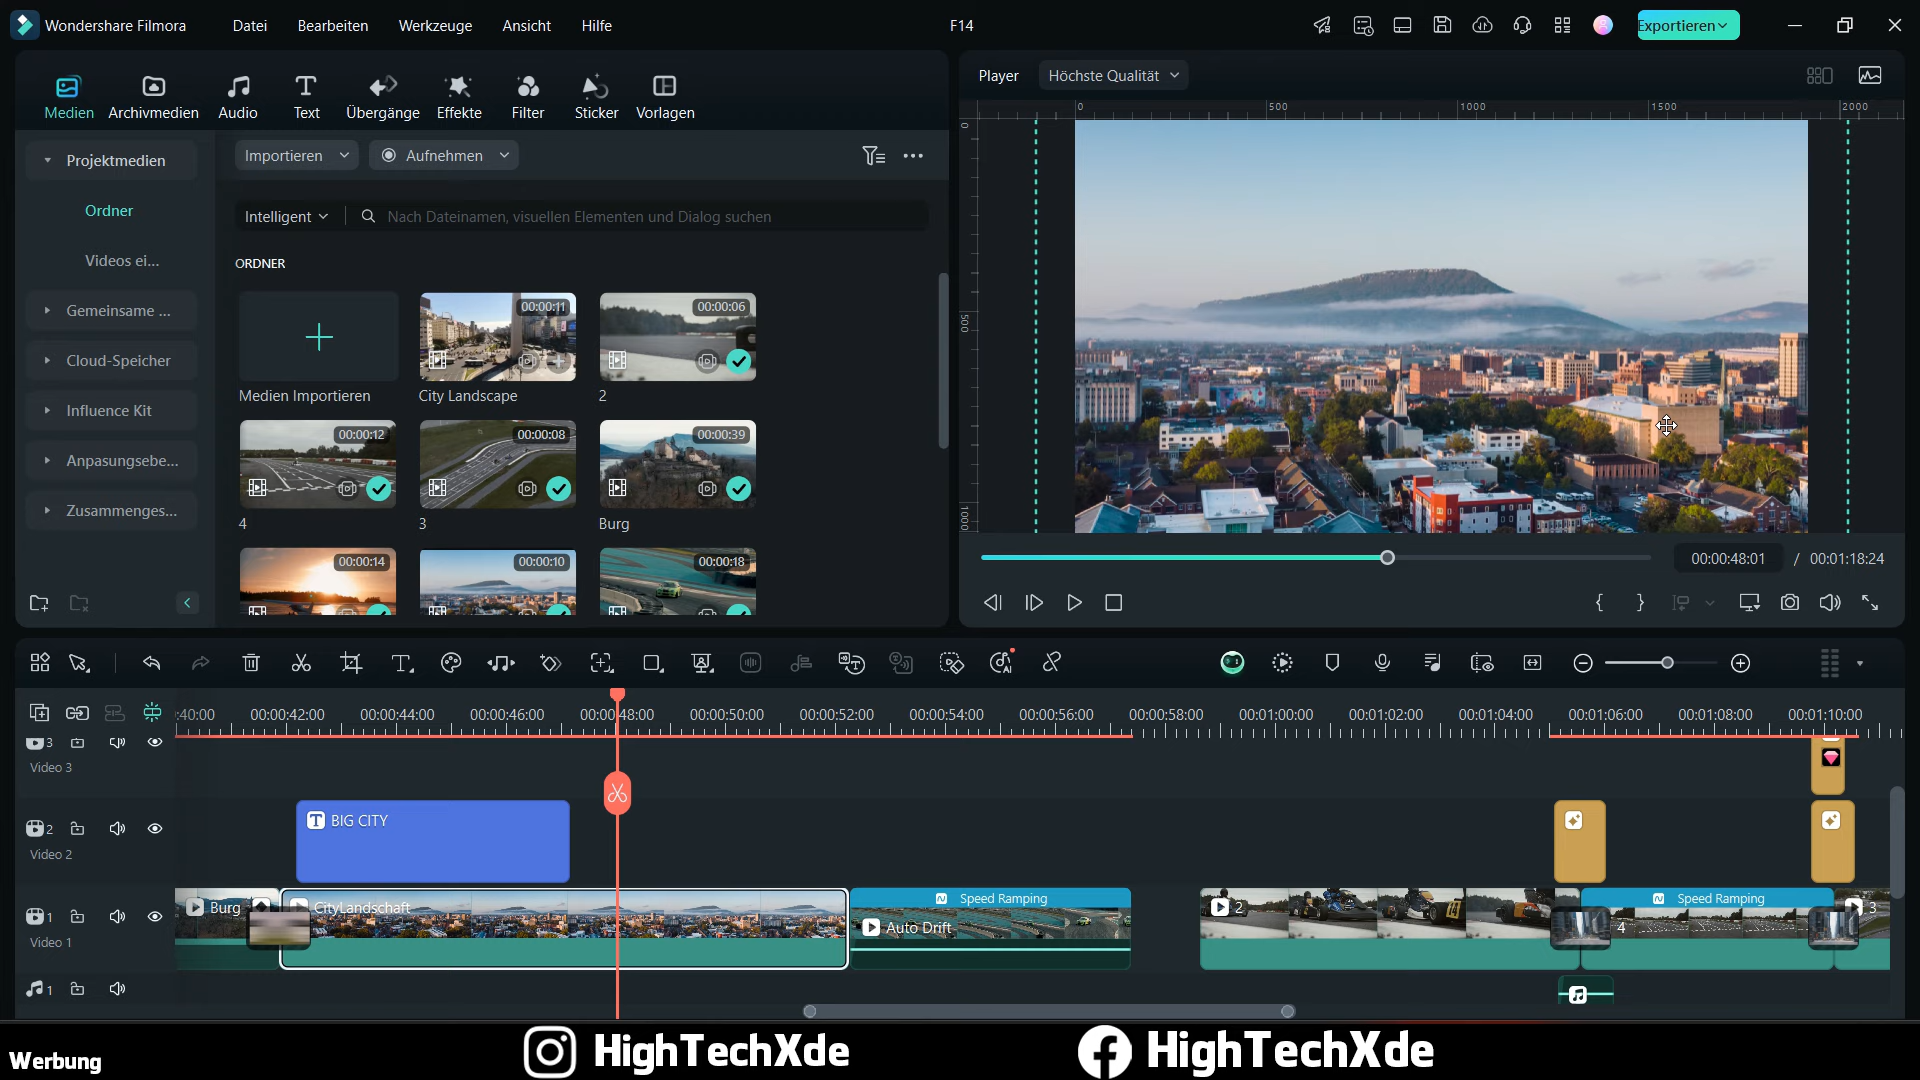 Wondershare Filmora
Datei
Bearbeiten
Werkzeuge
Ansicht
Hilfe
F14
Exportieren
Medien
Archivmedien
Audio
Text
Übergänge
Effekte
Filter
Sticker
Vorlagen
Player
Höchste Qualität
Projektmedien
Ordner
Videos ei...
Gemeinsame ...
Cloud-Speicher
Influence Kit
Anpasungsebe...
Zusammenges...
Importieren
Aufnehmen
Intelligent
Nach Dateinamen, visuellen Elementen und Dialog suchen
ORDNER
Medien Importieren
00:00:11
City Landscape
00:00:06
2
00:00:12
4
00:00:08
3
00:00:39
Burg
00:00:14
00:00:10
00:00:18
0
500
1000
1500
2000
0
500
1000
00:00:48:01 / 00:01:18:24
:40:00
00:00:42:00
00:00:44:00
00:00:46:00
00:00:48:00
00:00:50:00
00:00:52:00
00:00:54:00
00:00:56:00
00:00:58:00
00:01:00:00
00:01:02:00
00:01:04:00
00:01:06:00
00:01:08:00
00:01:10:00
3
Video 3
2
Video 2
BIG CITY
1
Video 1
Burg
CityLandschaft
Speed Ramping
Auto Drift
2
Speed Ramping
4
3
1
Werbung
HighTechXde
HighTechXde